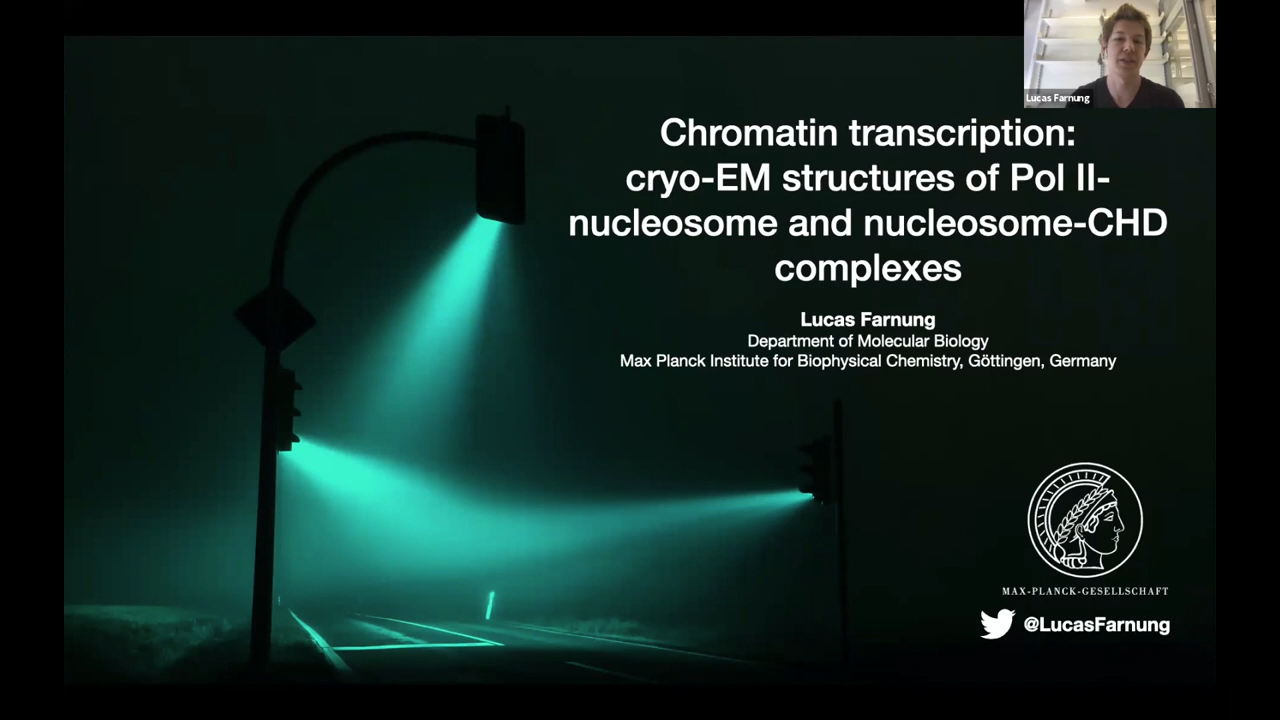 Lucas Farnung
Chromatin transcription:
cryo-EM structures of Pol II-
nucleosome and nucleosome-CHD
complexes
Lucas Farnung
Department of Molecular Biology
Max Planck Institute for Biophysical Chemistry, Göttingen, Germany
MAX-PLANCK-GESELLSCHAFT
@LucasFarnung